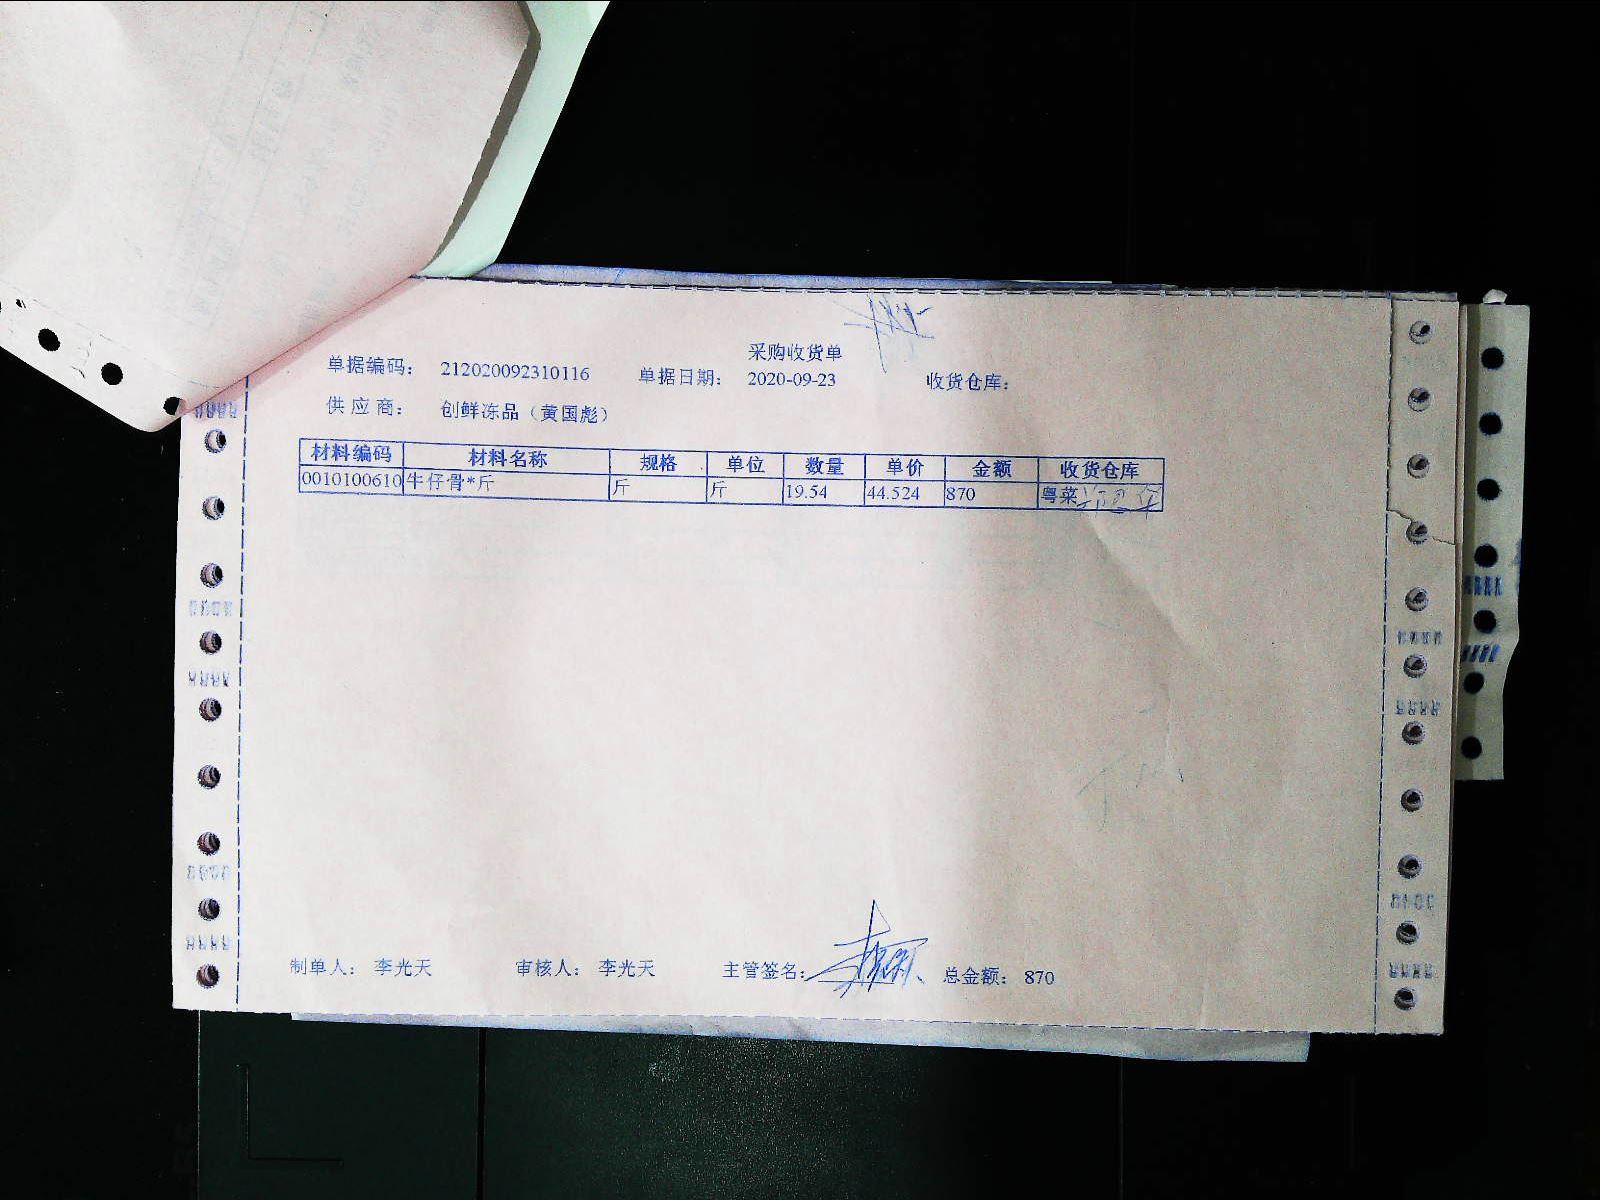 采购收货单
单据编码： 212020092310116 单据日期： 2020-09-23 收货仓库：
供应商： 创鲜冻品（黄国彪）
材料编码 材料名称 规格 单位 数量 单价 金额 收货仓库
0010100610 牛仔骨*斤 斤 斤 19.54 44.524 870 粤菜
制单人： 李光天 审核人： 李光天 主管签名： 总金额： 870